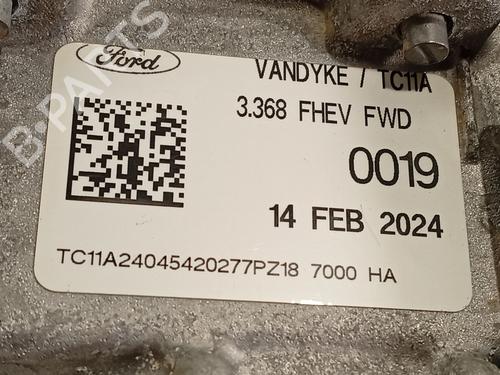 Ford
VANDYKE / TC11A
3.368 FHEV FWD
0019
14 FEB 2024
TC11A24045420277PZ18 7000 HA
B-PARTS